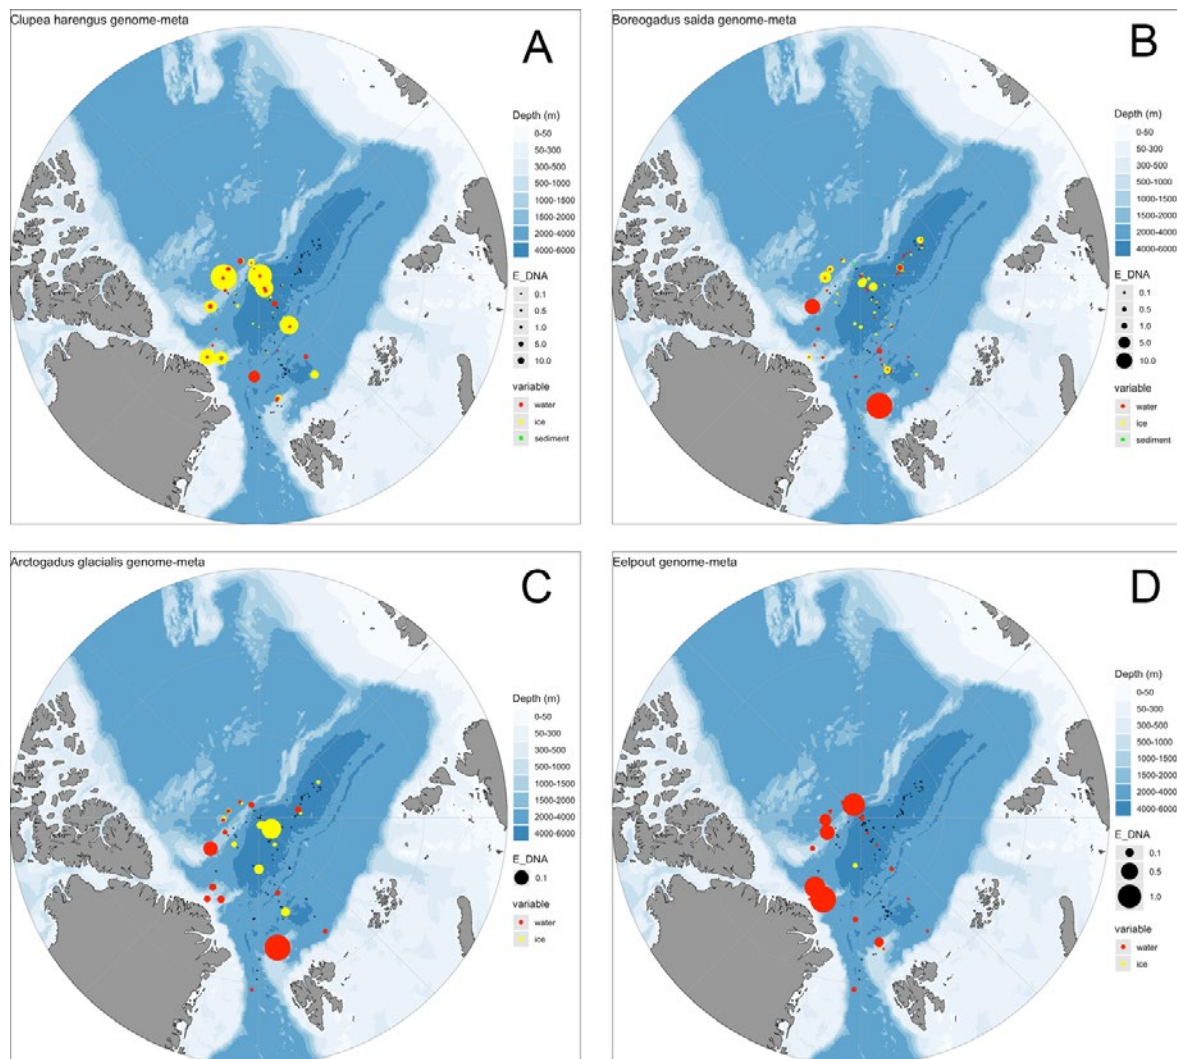 Clupea harengus genome-meta
A
Depth (m)
0-50
50-300
300-500
500-1000
1000-1500
1500-2000
2000-4000
4000-6000
E_DNA
0.1
0.5
1.0
5.0
10.0
variable
water
ice
sediment
Boreogadus saida genome-meta
B
Depth (m)
0-50
50-300
300-500
500-1000
1000-1500
1500-2000
2000-4000
4000-6000
E_DNA
0.1
0.5
1.0
5.0
10.0
variable
water
ice
sediment
Arctogadus glacialis genome-meta
C
Depth (m)
0-50
50-300
300-500
500-1000
1000-1500
1500-2000
2000-4000
4000-6000
E_DNA
0.1
variable
water
ice
Eelpout genome-meta
D
Depth (m)
0-50
50-300
300-500
500-1000
1000-1500
1500-2000
2000-4000
4000-6000
E_DNA
0.1
0.5
1.0
variable
water
ice